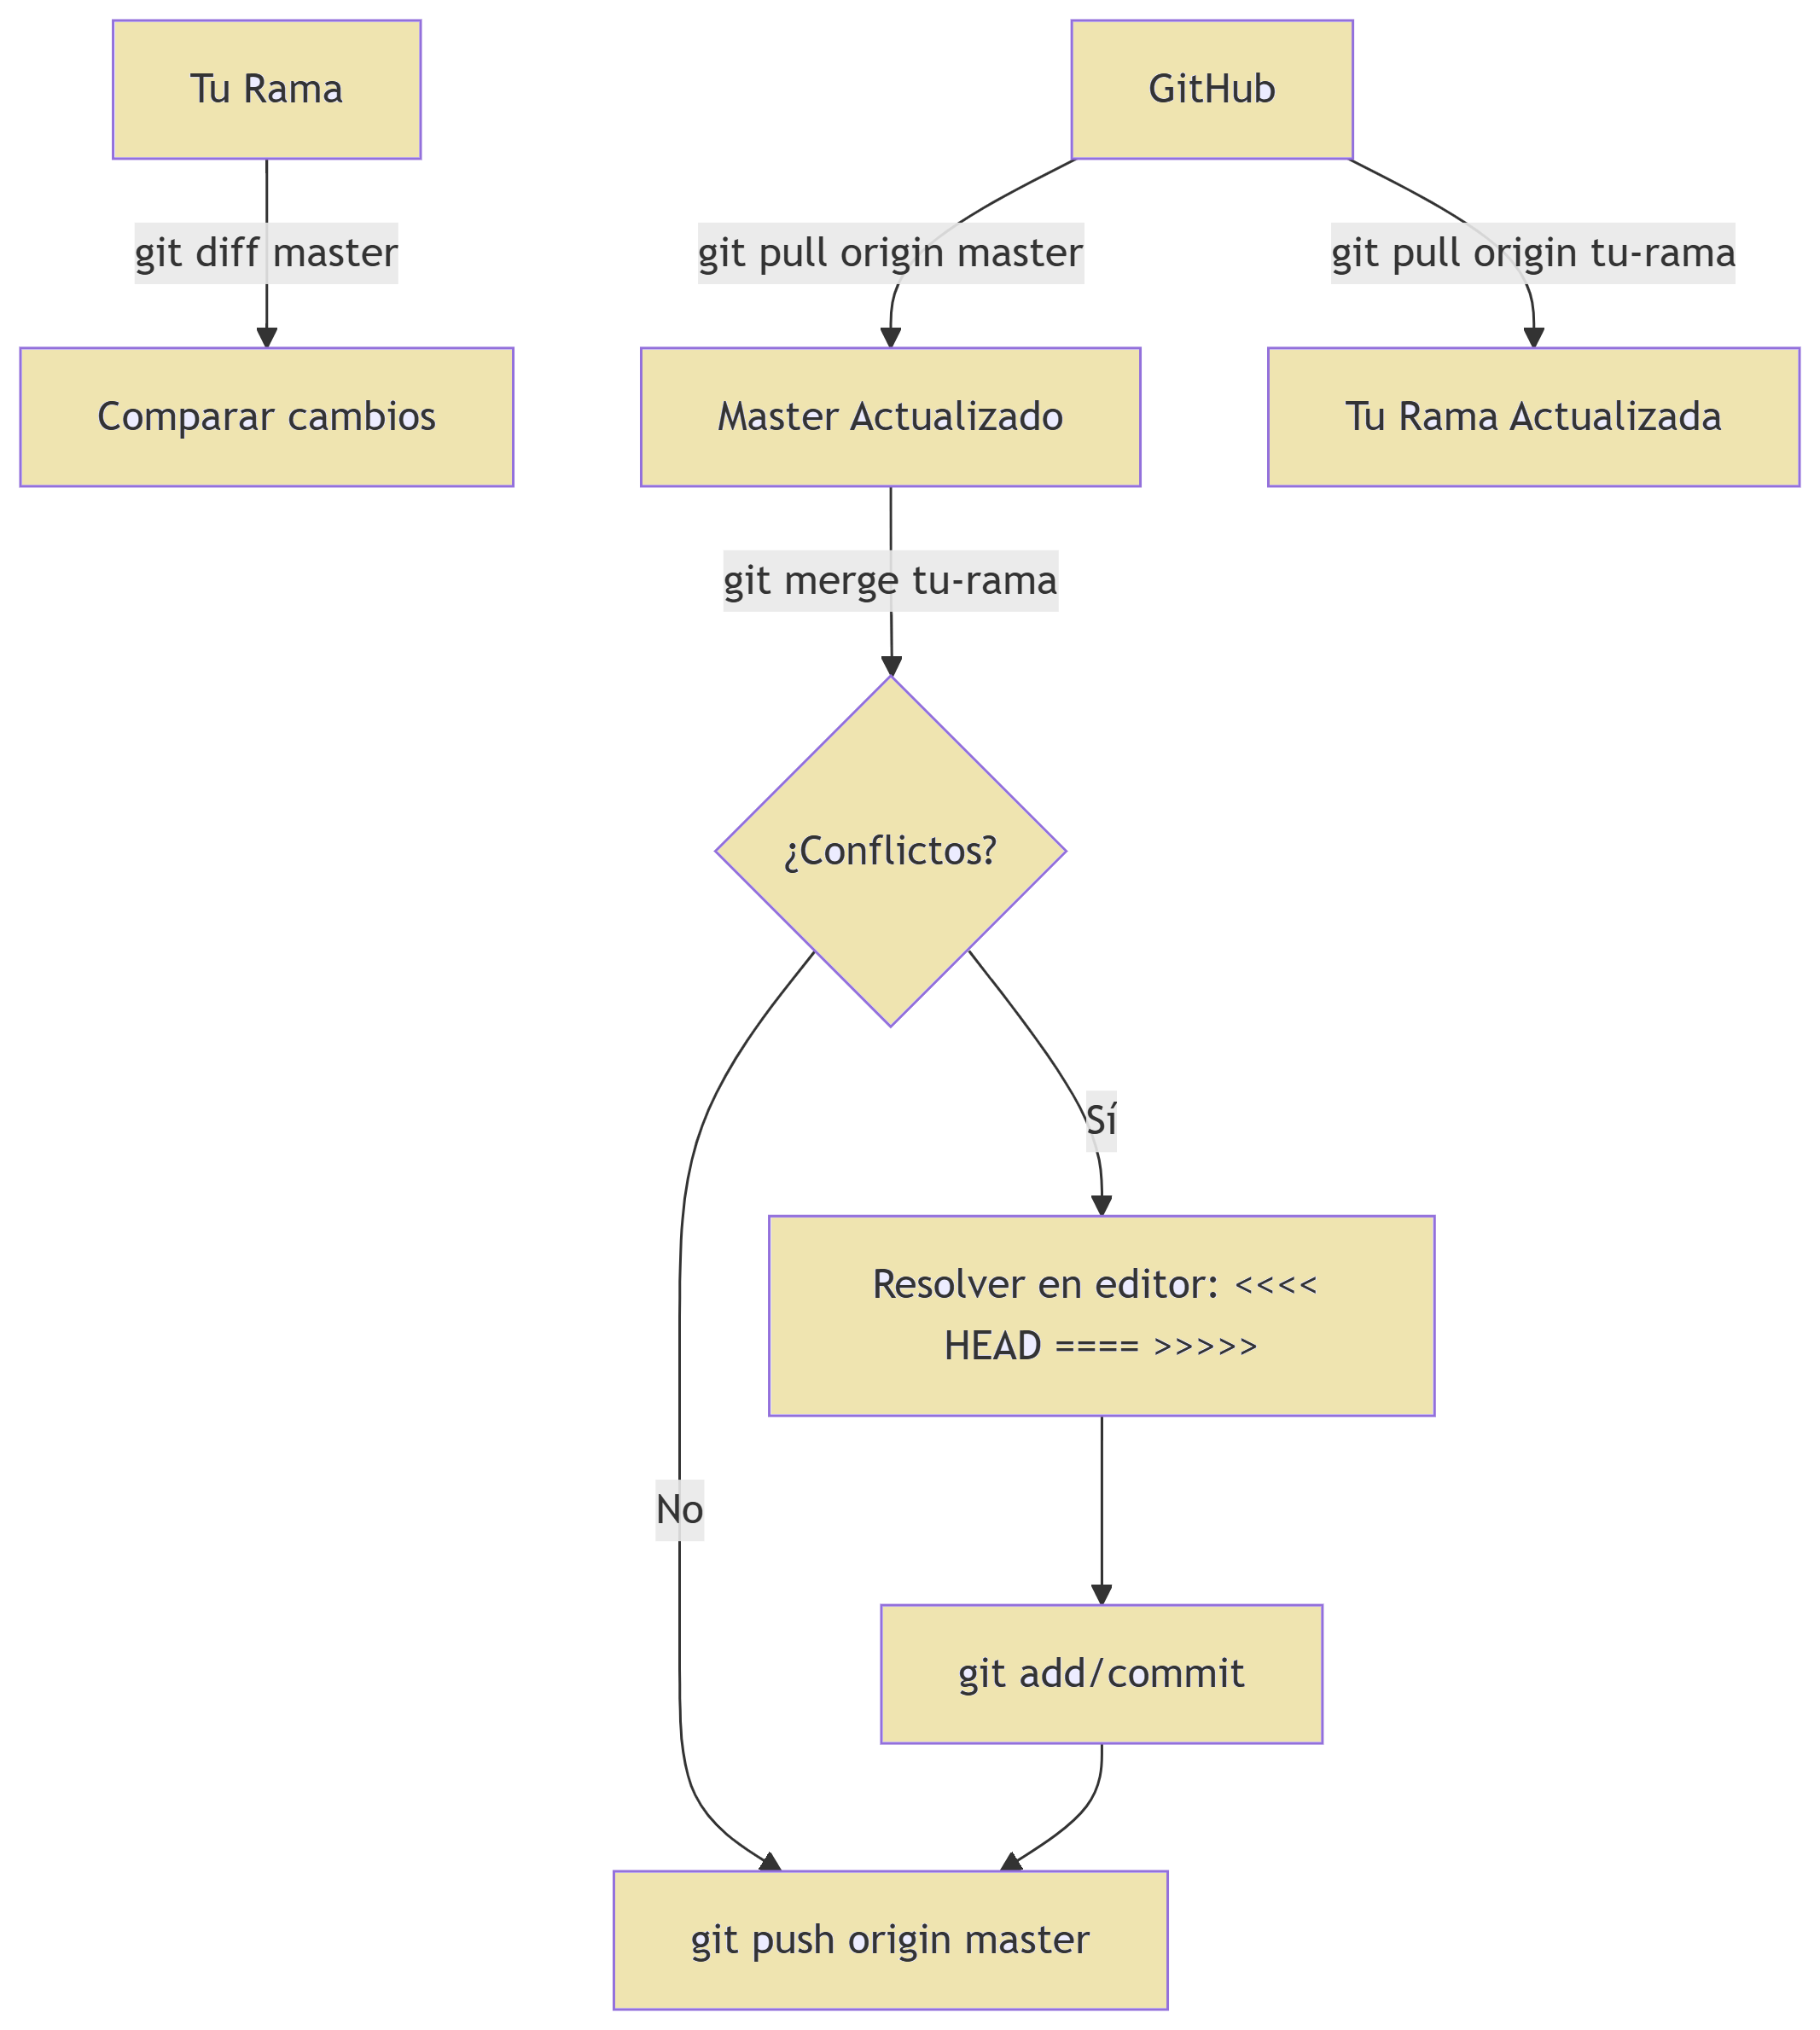 Tu Rama
GitHub
git diff master
git pull origin master
git pull origin tu-rama
Comparar cambios
Master Actualizado
Tu Rama Actualizada
git merge tu-rama
¿Conflictos?
Sí
Resolver en editor: <<<<
HEAD ==== >>>>>
No
git add/commit
git push origin master